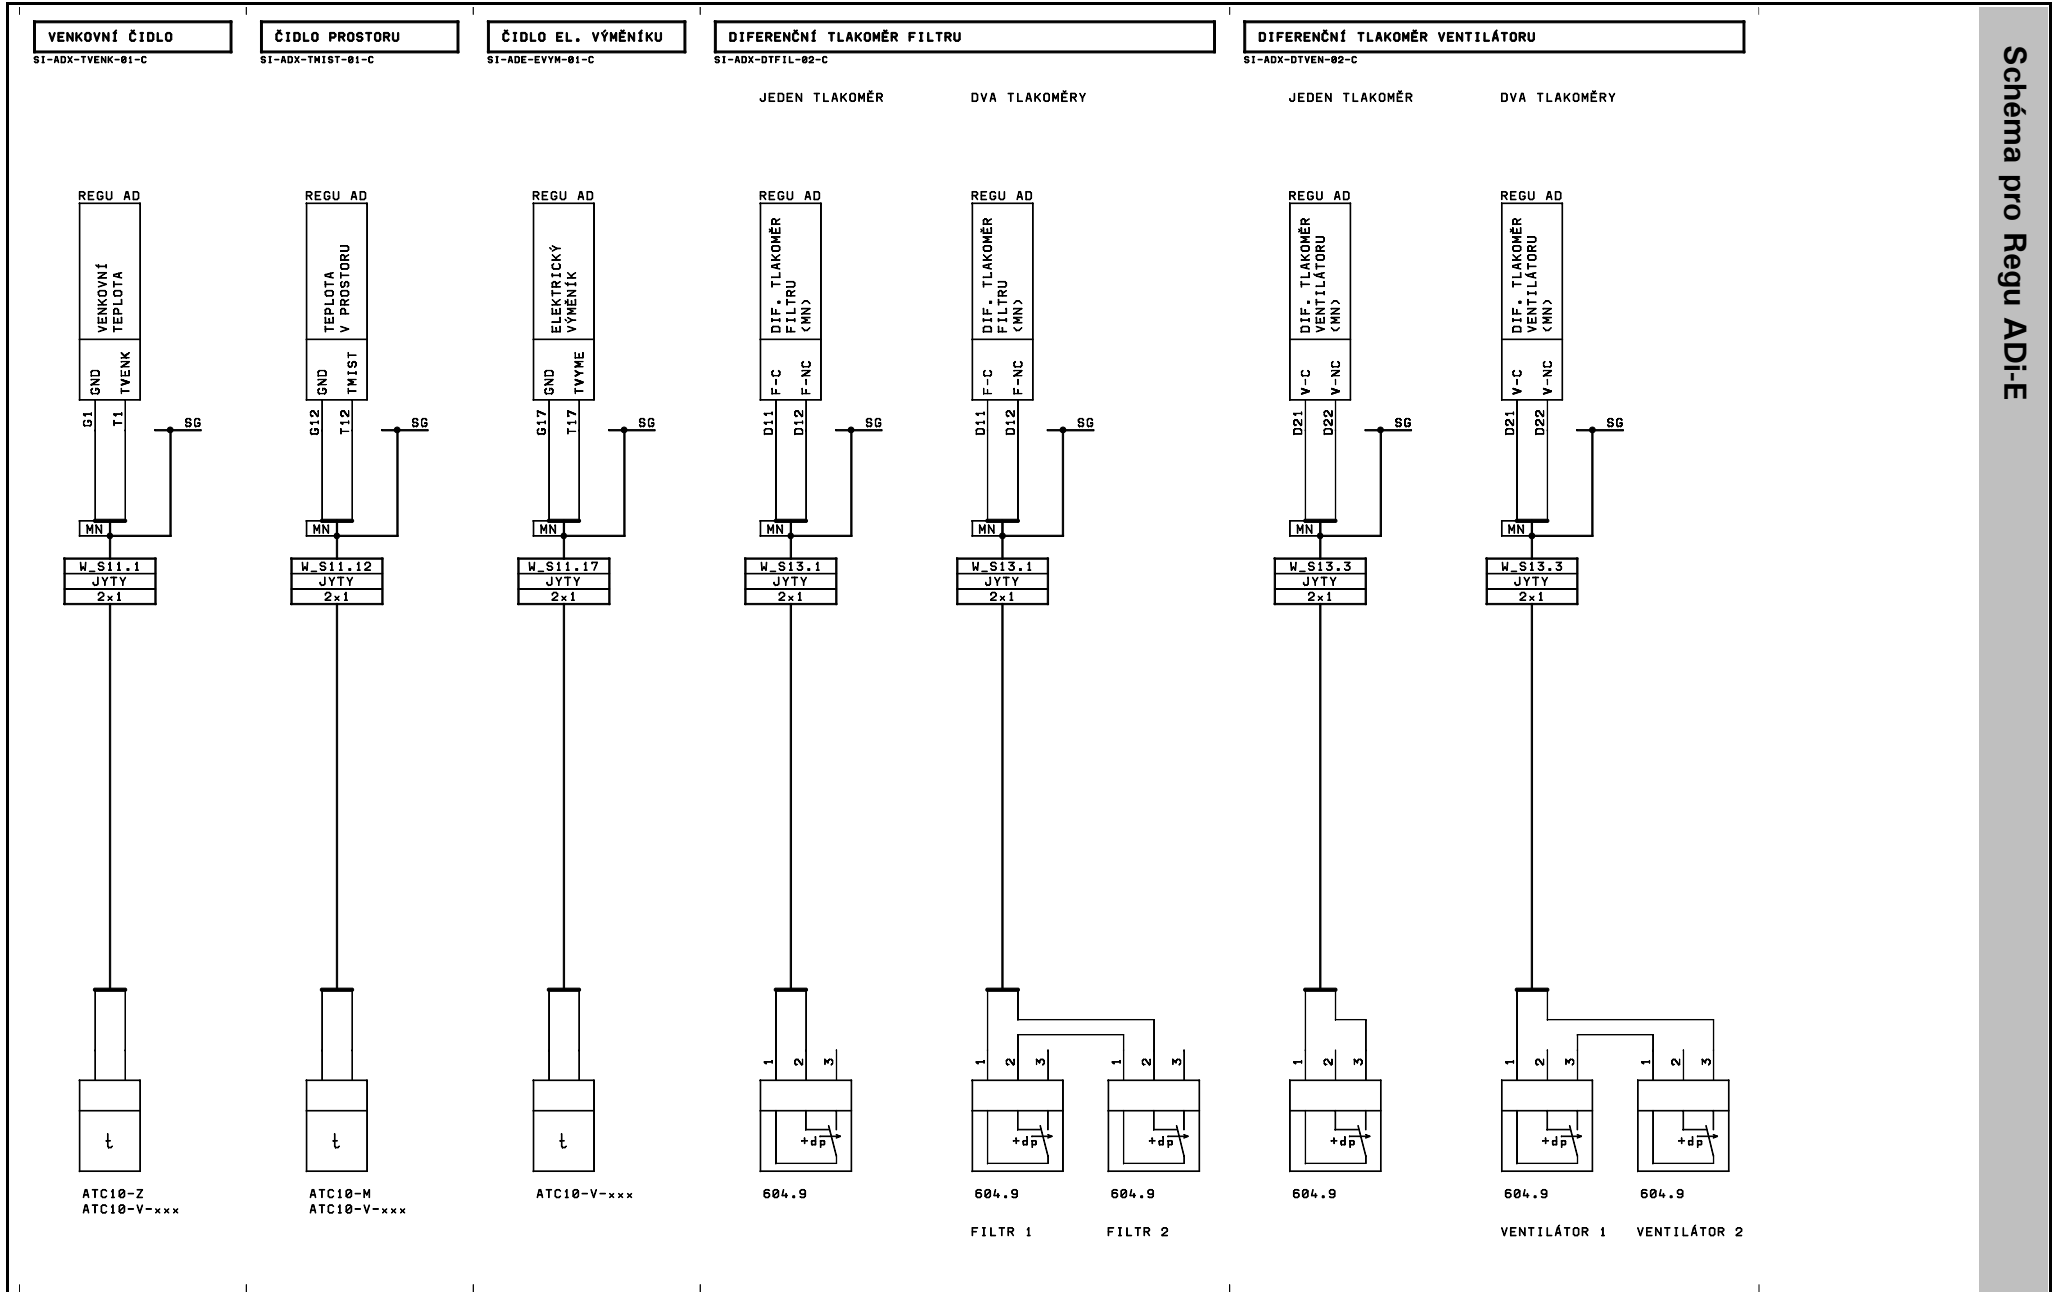 VENKOVNÍ ČIDLO
SI-ADX-TVENK-01-C
ČIDLO PROSTORU
SI-ADX-TMIST-01-C
ČIDLO EL. VÝMĚNÍKU
SI-ADE-EVYM-01-C
DIFERENČNÍ TLAKOMĚR FILTRU
SI-ADX-DTFIL-02-C
DIFERENČNÍ TLAKOMĚR VENTILÁTORU
SI-ADX-DTVEN-02-C
JEDEN TLAKOMĚR
DVA TLAKOMĚRY
JEDEN TLAKOMĚR
DVA TLAKOMĚRY
REGU AD
VENKOVNÍ
TEPLOTA
GND
TVENK
G1
T1
SG
MN
W_S11.1
JYTY
2x1
t
ATC10-Z
ATC10-V-xxx
REGU AD
TEPLOTA
V PROSTORU
GND
TMIST
G12
T12
SG
MN
W_S11.12
JYTY
2x1
t
ATC10-M
ATC10-V-xxx
REGU AD
ELEKTRICKÝ
VÝMĚNÍK
GND
TVYME
G17
T17
SG
MN
W_S11.17
JYTY
2x1
t
ATC10-V-xxx
REGU AD
DIF. TLAKOMĚR
FILTRU
(MN)
F-C
F-NC
D11
D12
SG
MN
W_S13.1
JYTY
2x1
1
2
3
+dp
604.9
REGU AD
DIF. TLAKOMĚR
FILTRU
(MN)
F-C
F-NC
D11
D12
SG
MN
W_S13.1
JYTY
2x1
1
2
3
+dp
604.9
FILTR 1
1
2
3
+dp
604.9
FILTR 2
REGU AD
DIF. TLAKOMĚR
VENTILÁTORU
(MN)
V-C
V-NC
D21
D22
SG
MN
W_S13.3
JYTY
2x1
1
2
3
+dp
604.9
REGU AD
DIF. TLAKOMĚR
VENTILÁTORU
(MN)
V-C
V-NC
D21
D22
SG
MN
W_S13.3
JYTY
2x1
1
2
3
+dp
604.9
VENTILÁTOR 1
1
2
3
+dp
604.9
VENTILÁTOR 2
Schéma pro Regu ADi-E